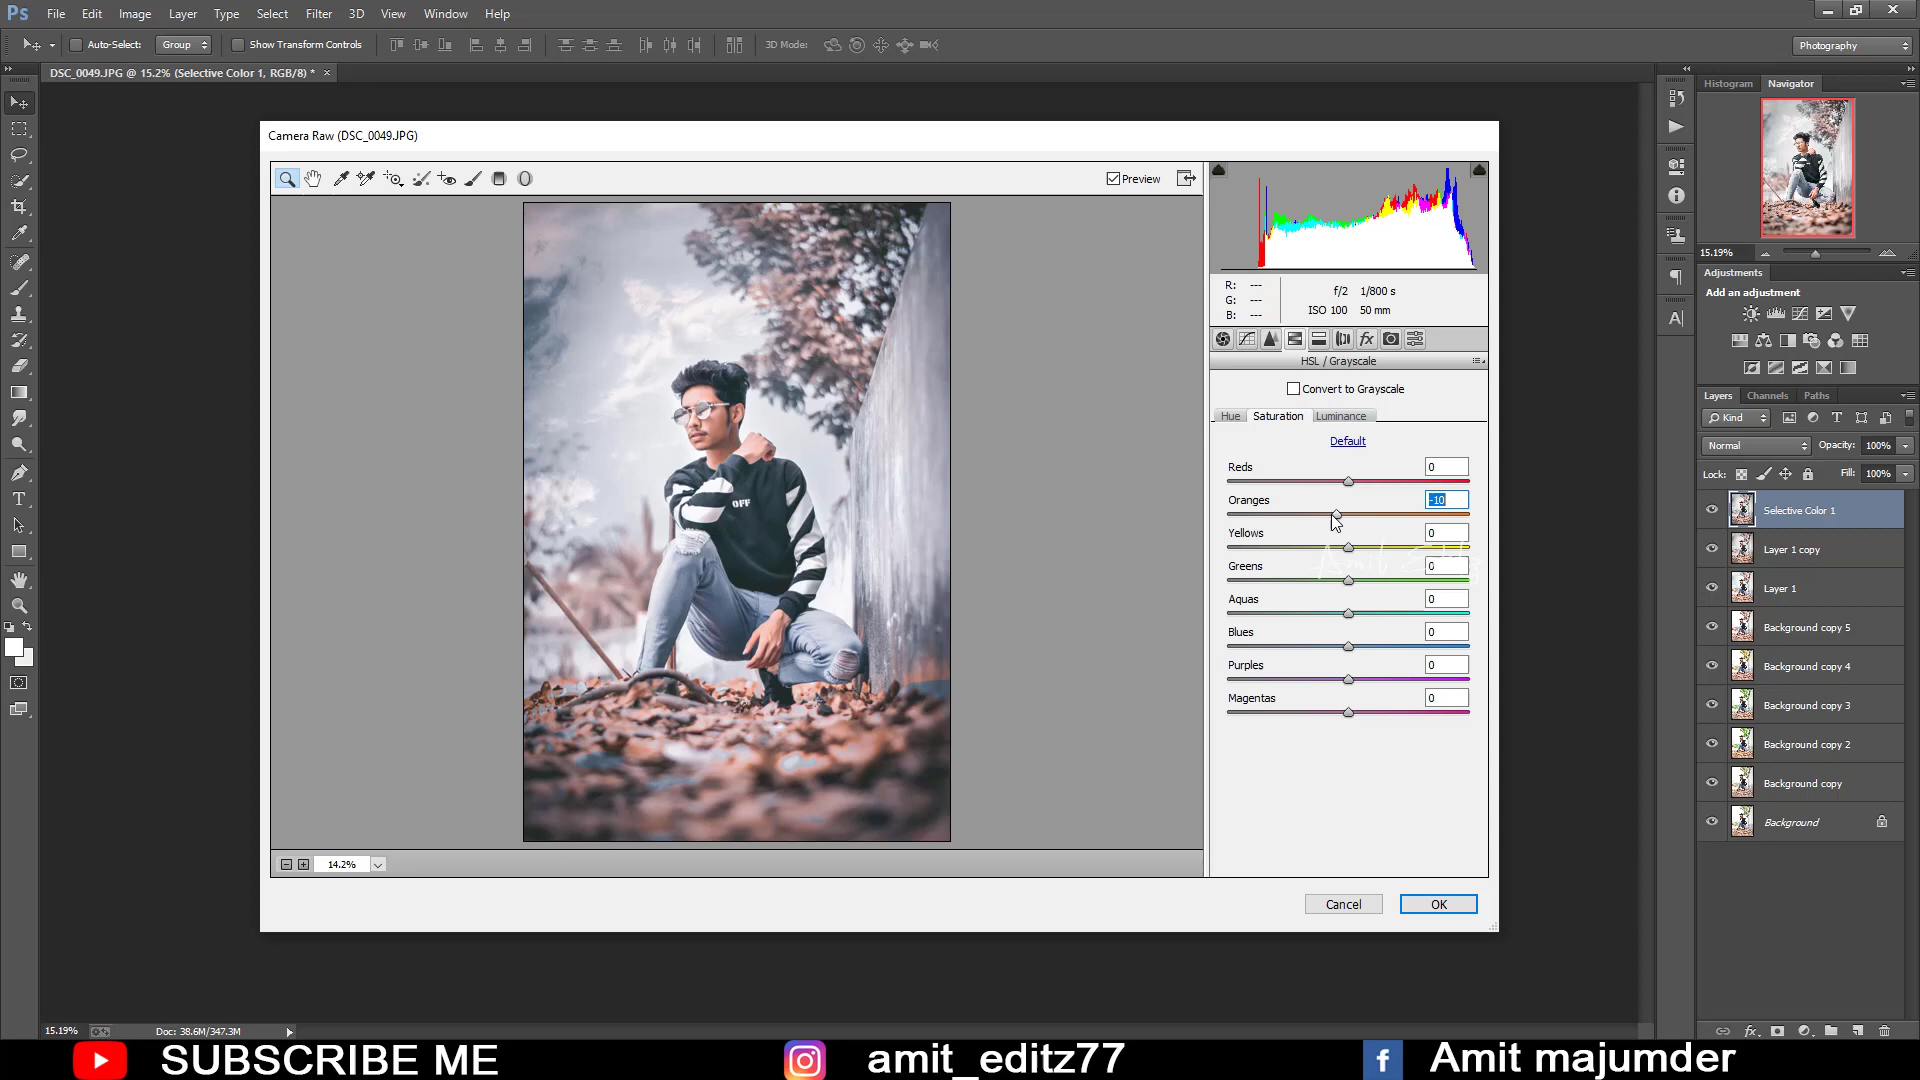 Ps File Edit Image Layer Type Select Filter 3D View Window Help
Auto-Select: Group Show Transform Controls 3D Mode: Photography
DSC_0049.JPG @ 15.2% (Selective Color 1, RGB/8) * ×
Histogram Navigator
Camera Raw (DSC_0049.JPG)
Preview
15.19%
Adjustments
Add an adjustment
R: ---
G: ---
B: ---
f/2 1/800 s
ISO 100 50 mm
HSL / Grayscale
Convert to Grayscale
Hue Saturation Luminance
Default
Reds 0
Oranges -10
Yellows 0
Greens 0
Aquas 0
Blues 0
Purples 0
Magentas 0
OFF
Amit Editz
Layers Channels Paths
Kind
Normal Opacity: 100%
Lock: Fill: 100%
Selective Color 1
Layer 1 copy
Layer 1
Background copy 5
Background copy 4
Background copy 3
Background copy 2
Background copy
Background
14.2%
Cancel OK
15.19% Doc: 38.6M/347.3M
SUBSCRIBE ME amit_editz77 Amit majumder